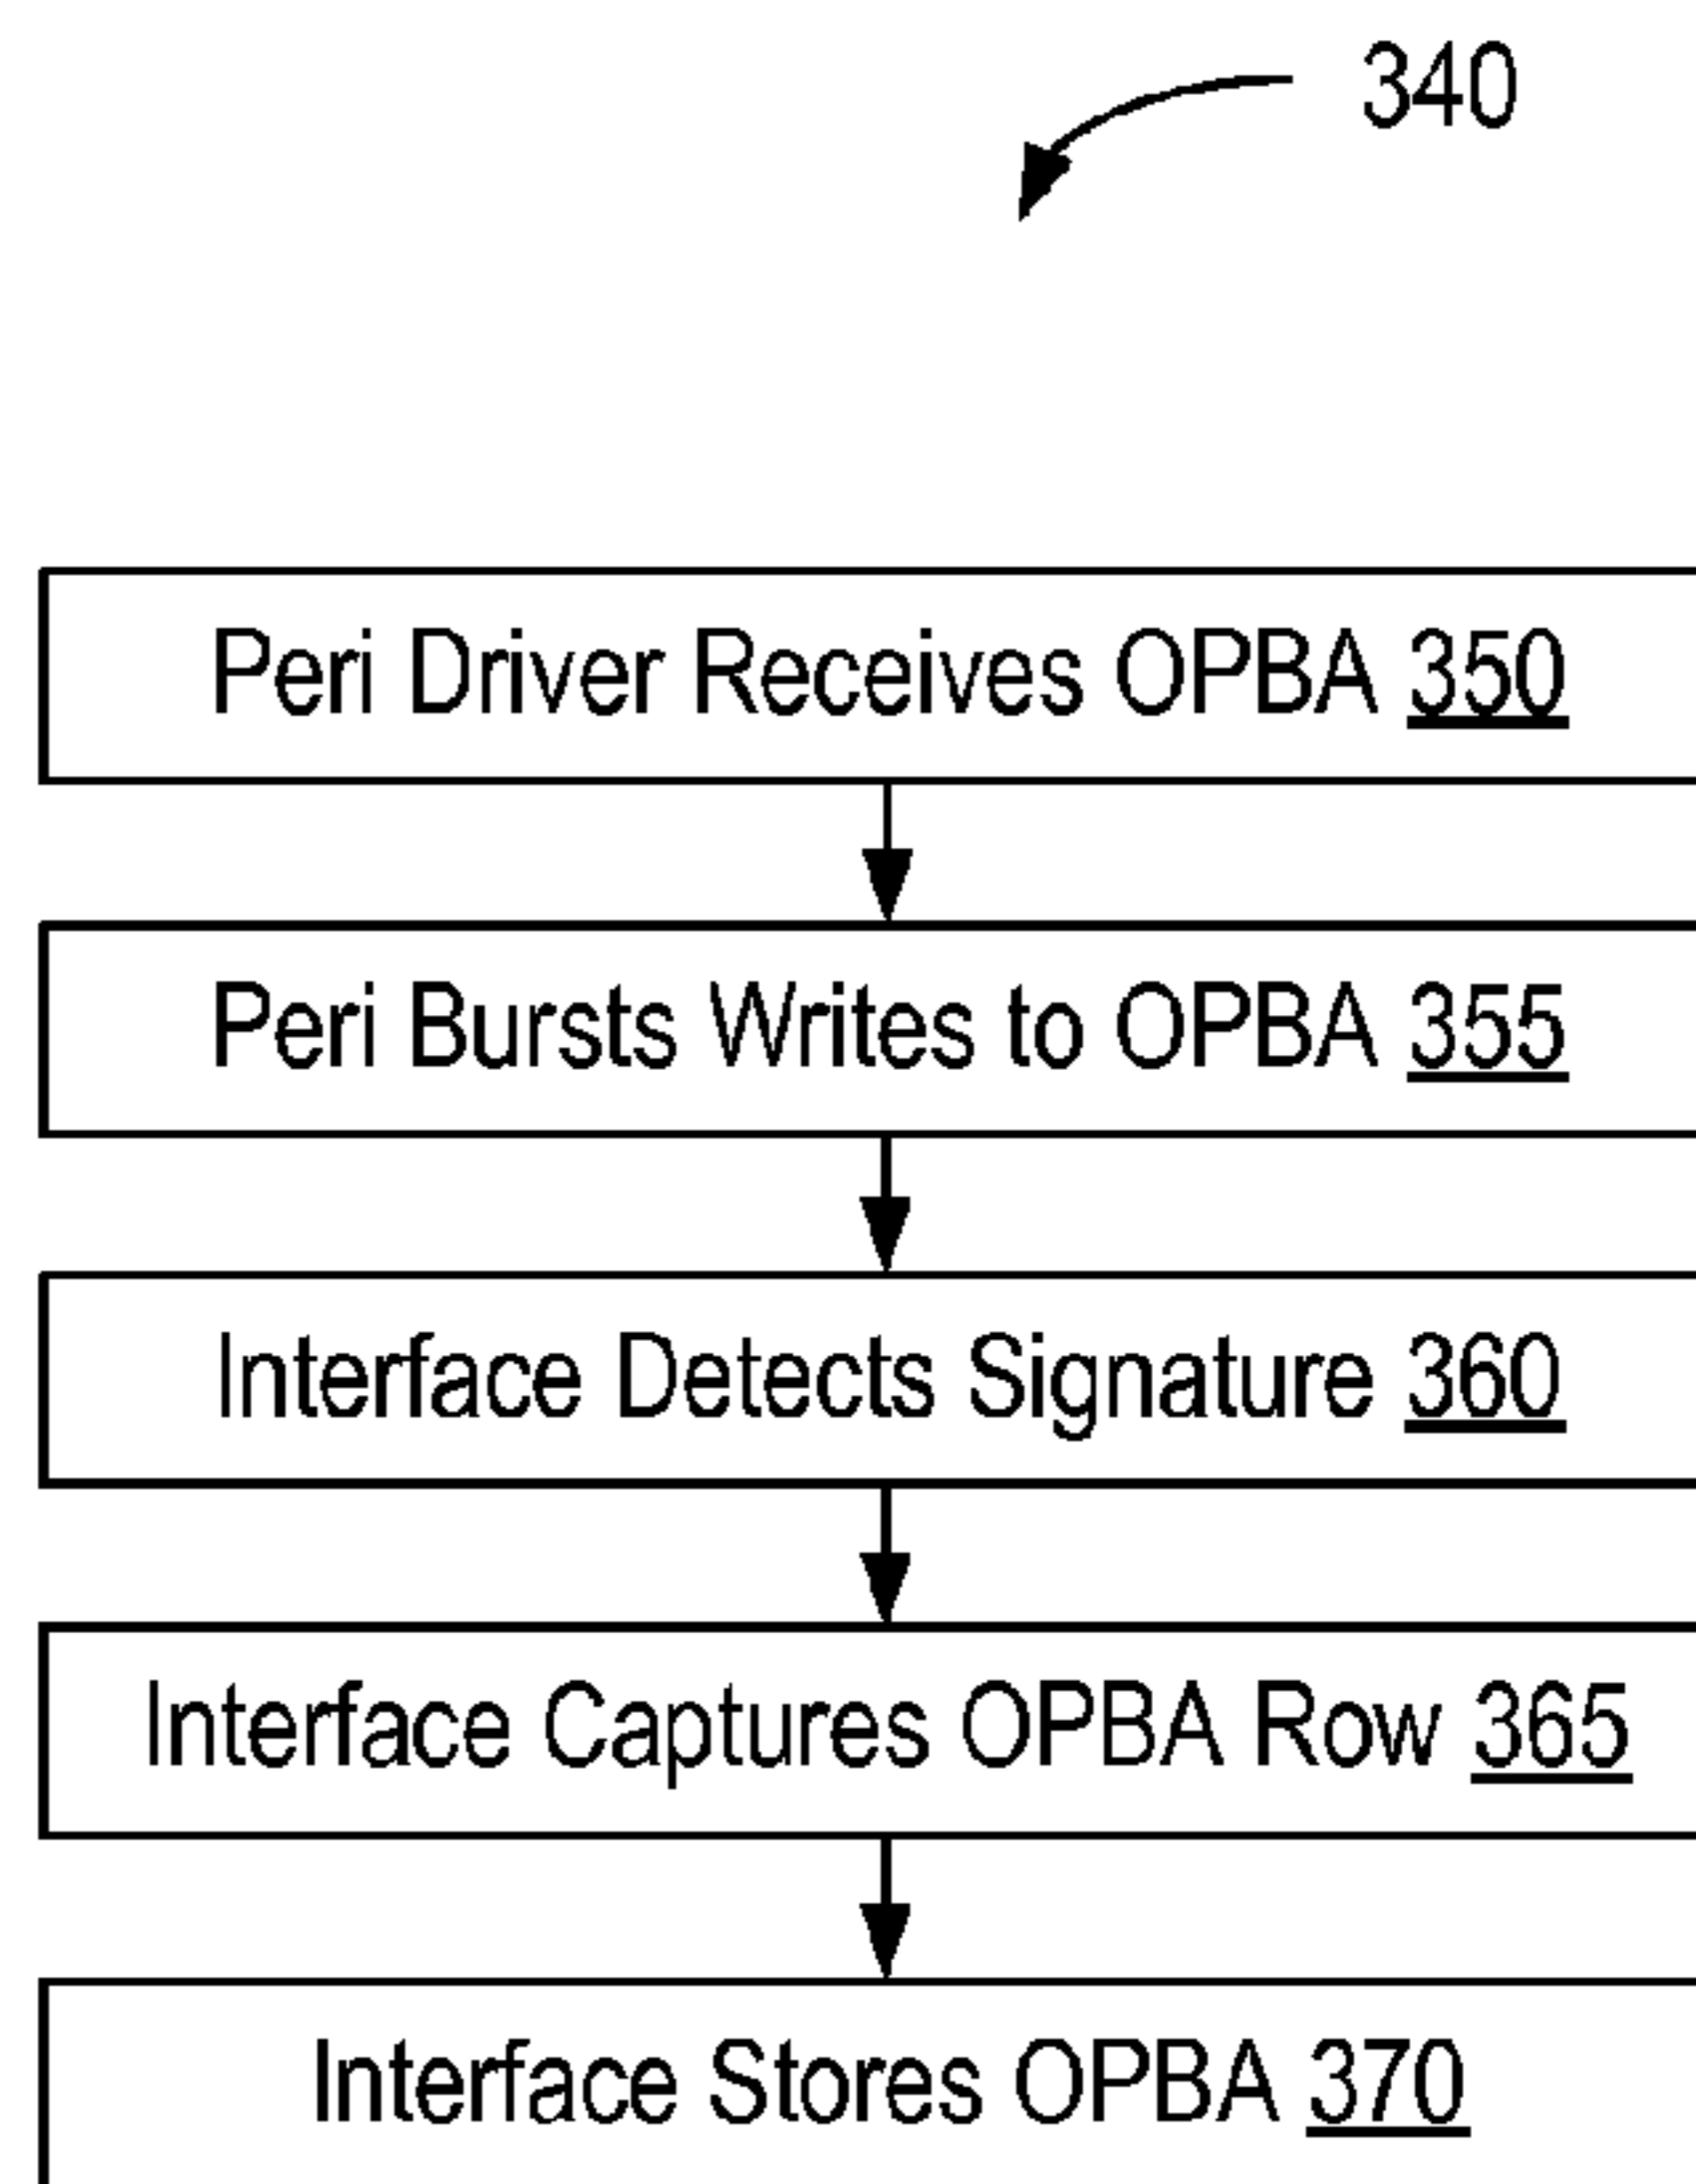 340
Peri Driver Receives OPBA 350
Peri Bursts Writes to OPBA 355
Interface Detects Signature 360
Interface Captures OPBA Row 365
Interface Stores OPBA 370